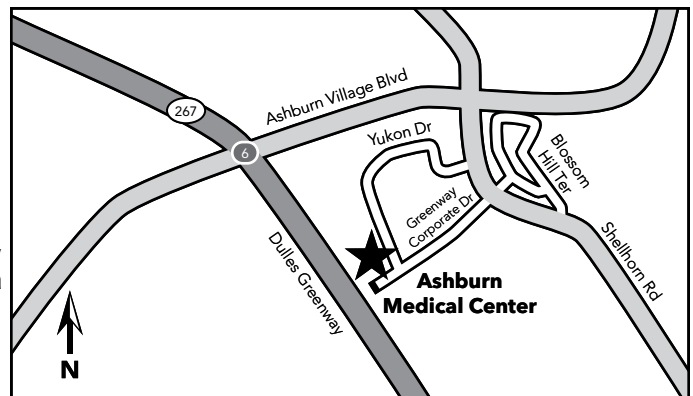 Ashburn Village Blvd
267
6
Yukon Dr
Blossom
Hill Ter
Greenway
Corporate Dr
Shellhorn Rd
Dulles Greenway
Ashburn
Medical Center
N